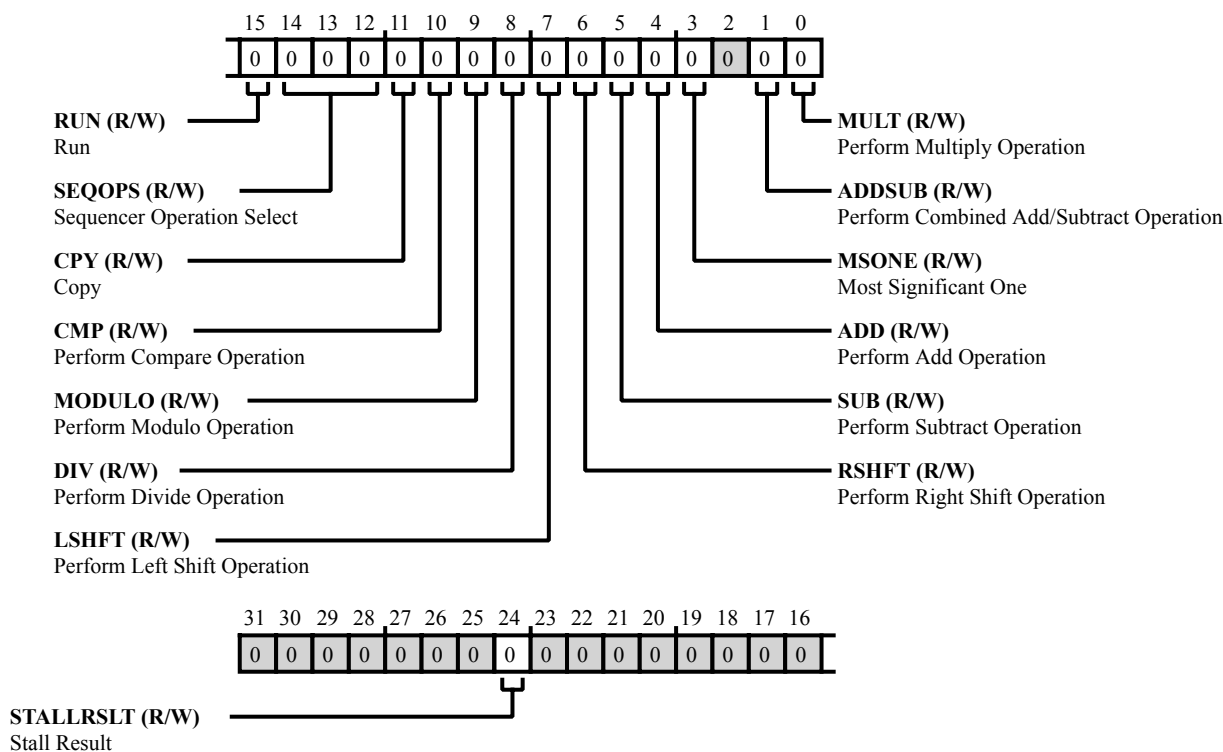 15 14 13 12 11 10 9 8 7 6 5 4 3 2 1 0
0 0 0 0 0 0 0 0 0 0 0 0 0 0 0 0
RUN (R/W)
Run
SEQOPS (R/W)
Sequencer Operation Select
CPY (R/W)
Copy
CMP (R/W)
Perform Compare Operation
MODULO (R/W)
Perform Modulo Operation
DIV (R/W)
Perform Divide Operation
LSHFT (R/W)
Perform Left Shift Operation
MULT (R/W)
Perform Multiply Operation
ADDSUB (R/W)
Perform Combined Add/Subtract Operation
MSONE (R/W)
Most Significant One
ADD (R/W)
Perform Add Operation
SUB (R/W)
Perform Subtract Operation
RSHFT (R/W)
Perform Right Shift Operation
31 30 29 28 27 26 25 24 23 22 21 20 19 18 17 16
0 0 0 0 0 0 0 0 0 0 0 0 0 0 0 0
STALLRSLT (R/W)
Stall Result